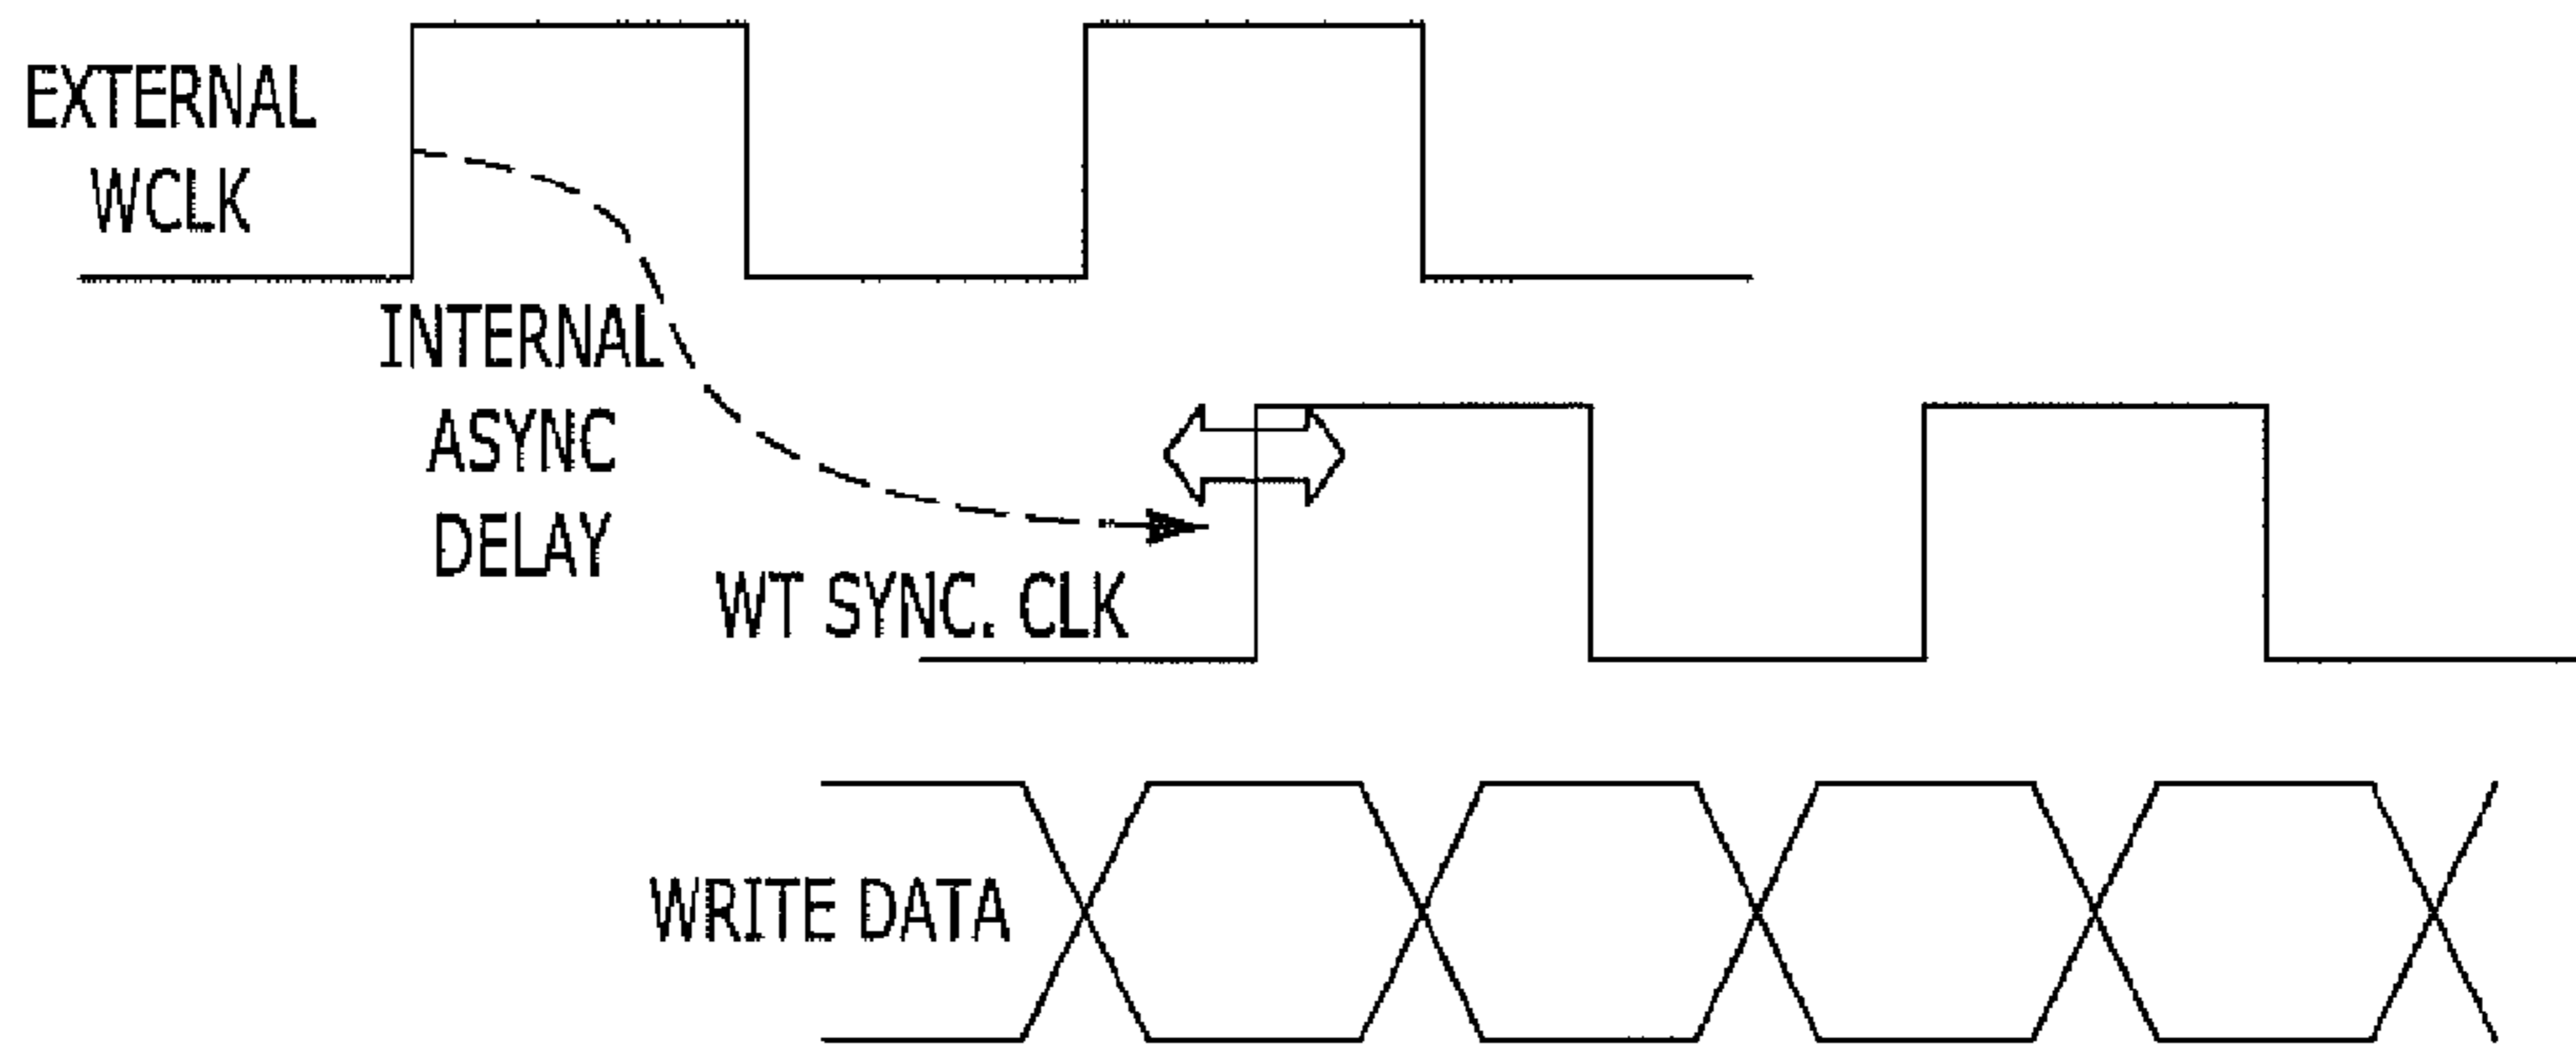 EXTERNAL
WCLK
INTERNAL
ASYNC
DELAY
WT SYNC. CLK
WRITE DATA